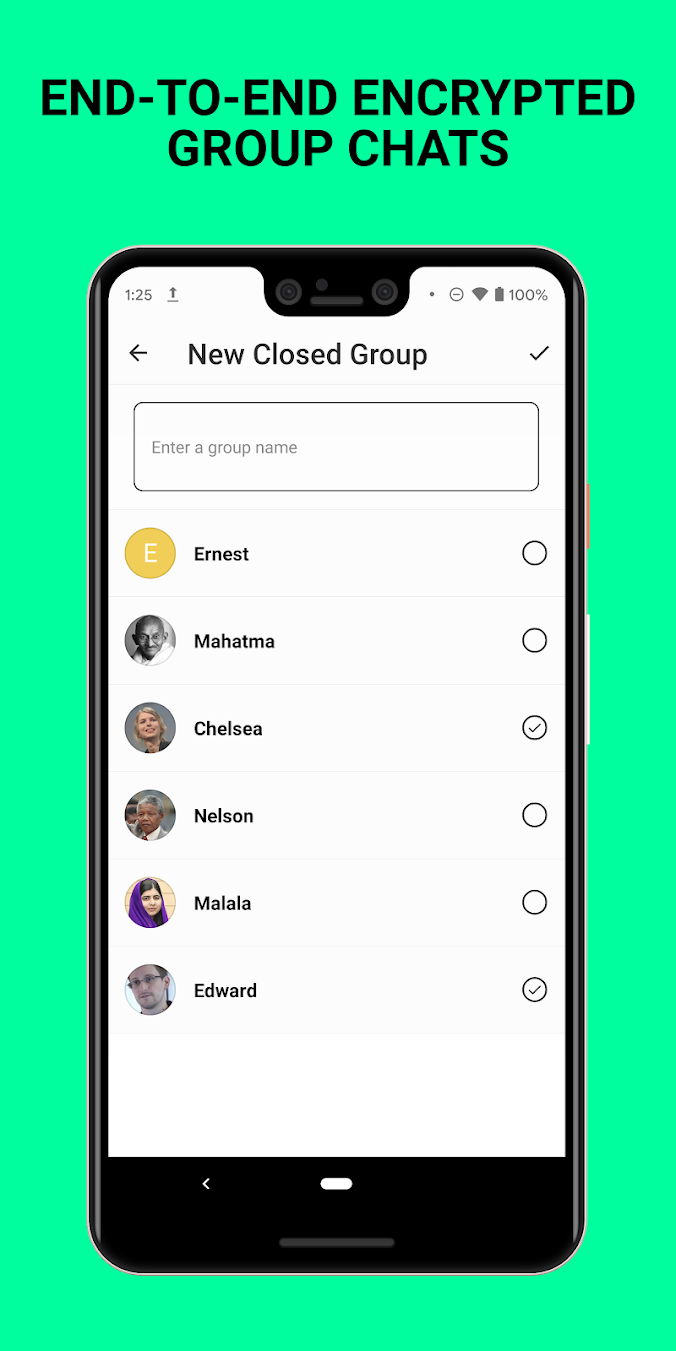 END-TO-END ENCRYPTED
GROUP CHATS
1:25
100%
New Closed Group
Enter a group name
E
Ernest
Mahatma
Chelsea
Nelson
Malala
Edward